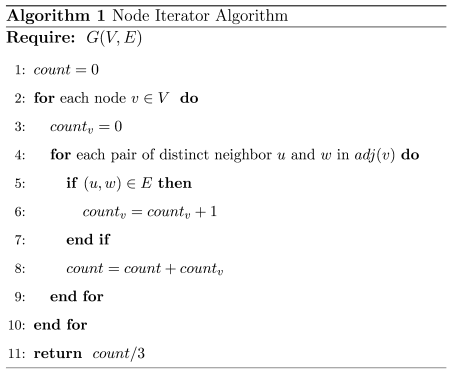 Algorithm 1 Node Iterator Algorithm
Require: G(V, E)
1: count = 0
2: for each node v ∈ V do
3: count_v = 0
4: for each pair of distinct neighbor u and w in adj(v) do
5: if (u, w) ∈ E then
6: count_v = count_v + 1
7: end if
8: count = count + count_v
9: end for
10: end for
11: return count/3